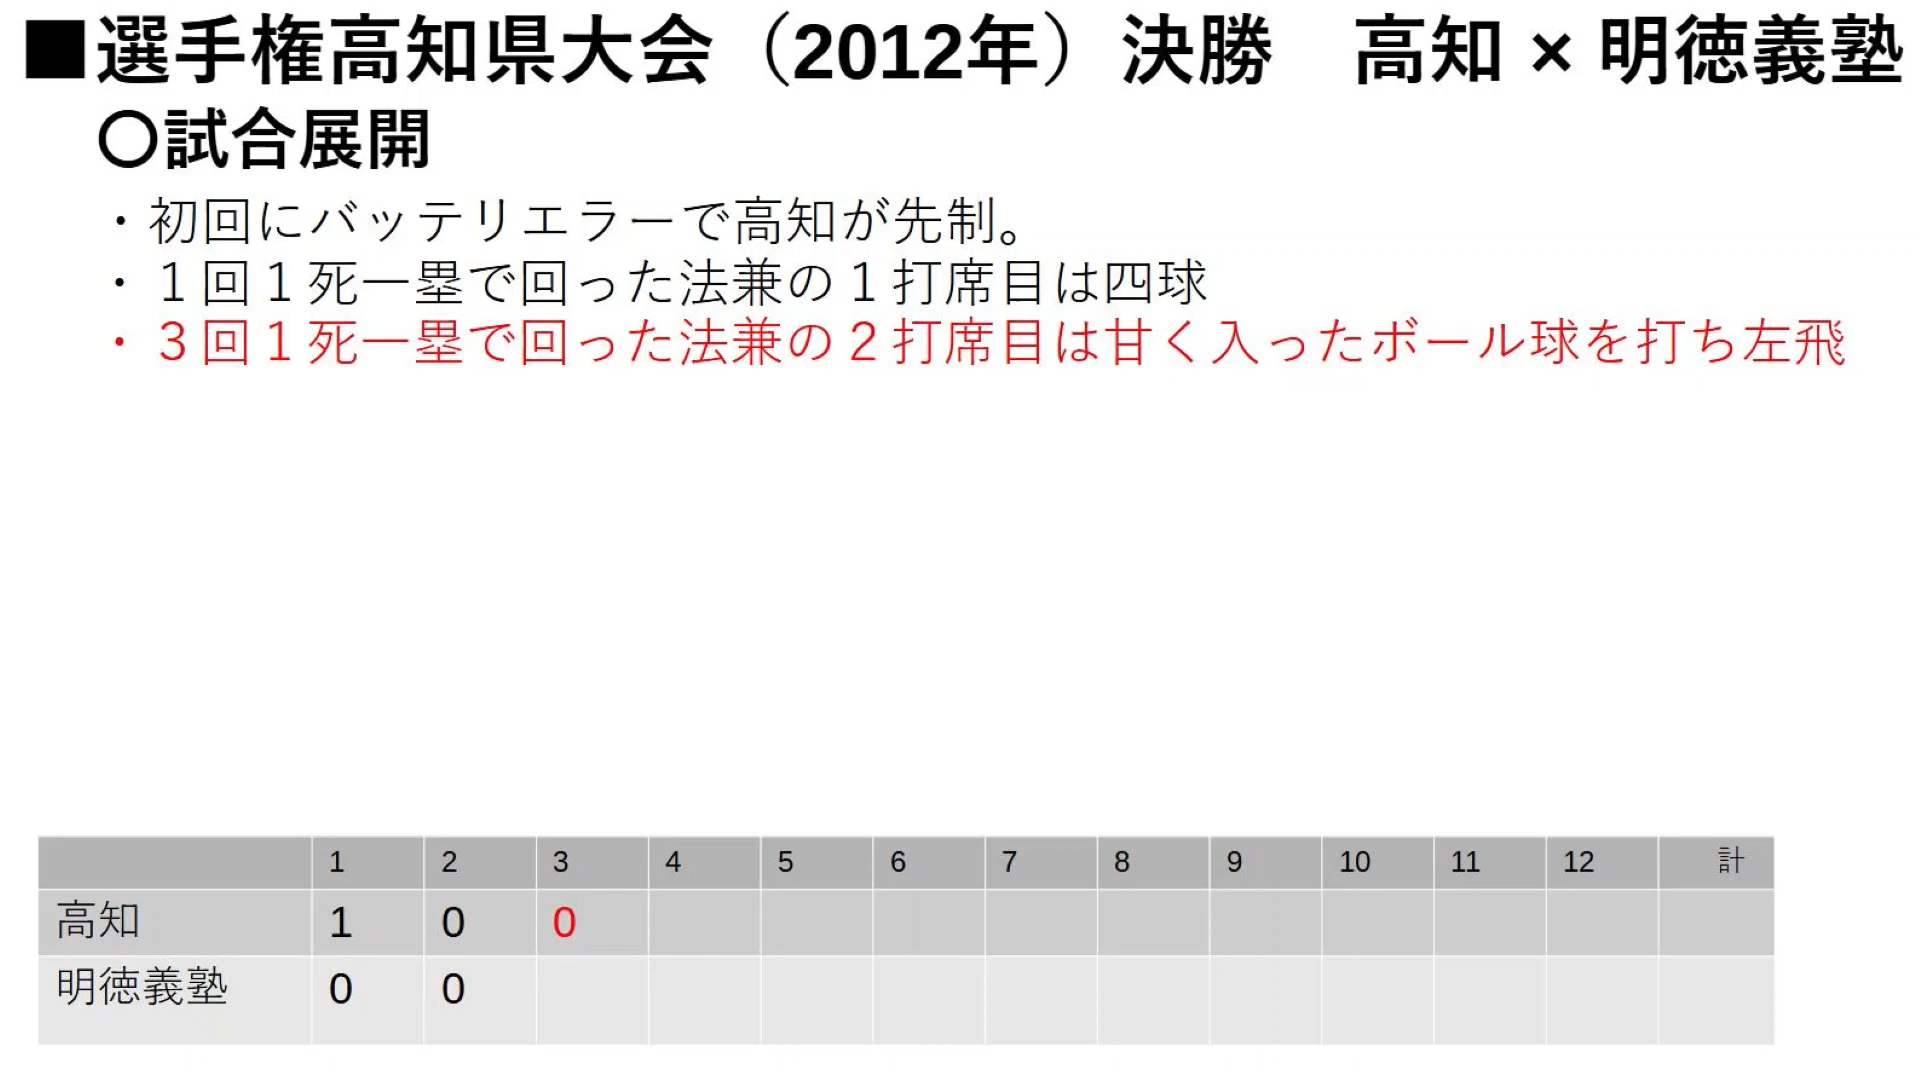 ■選手権高知県大会（2012年）決勝　高知 × 明徳義塾
〇試合展開
・初回にバッテリエラーで高知が先制。
・１回１死一塁で回った法兼の１打席目は四球
・３回１死一塁で回った法兼の２打席目は甘く入ったボール球を打ち左飛
1 2 3 4 5 6 7 8 9 10 11 12 計
高知 1 0 0
明徳義塾 0 0